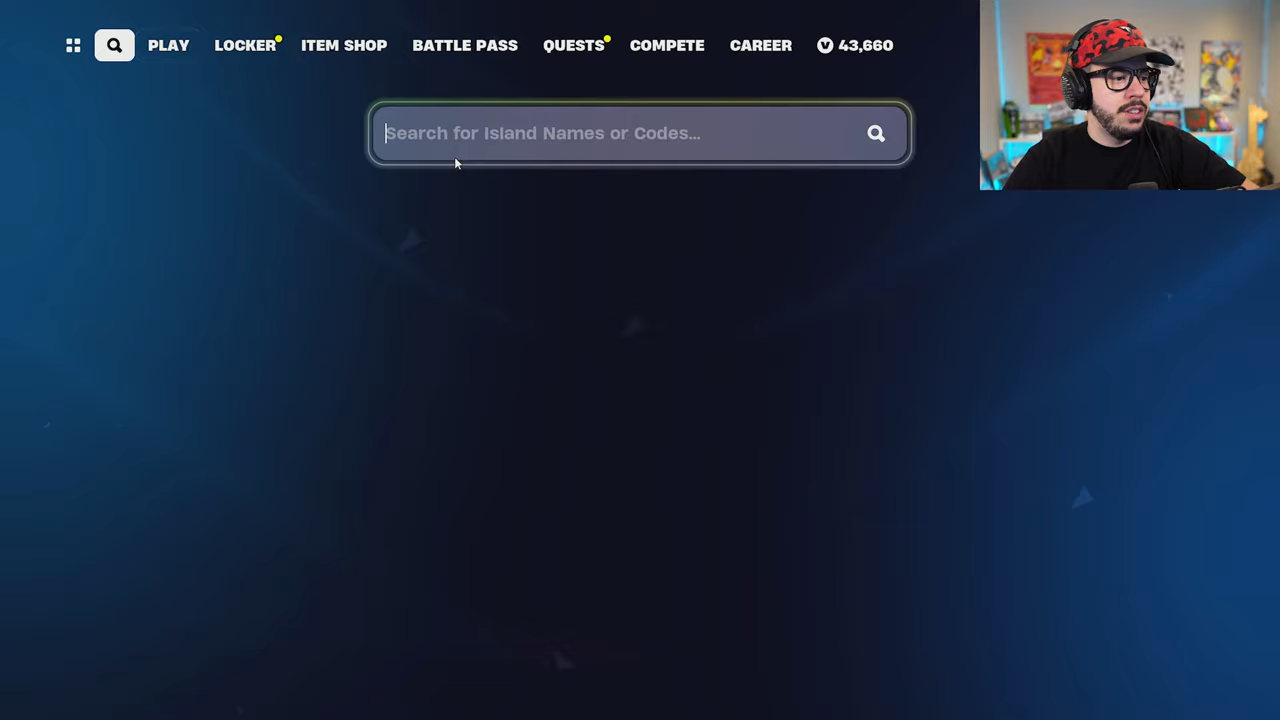 PLAY LOCKER ITEM SHOP BATTLE PASS QUESTS COMPETE CAREER V 43,660
Search for Island Names or Codes...